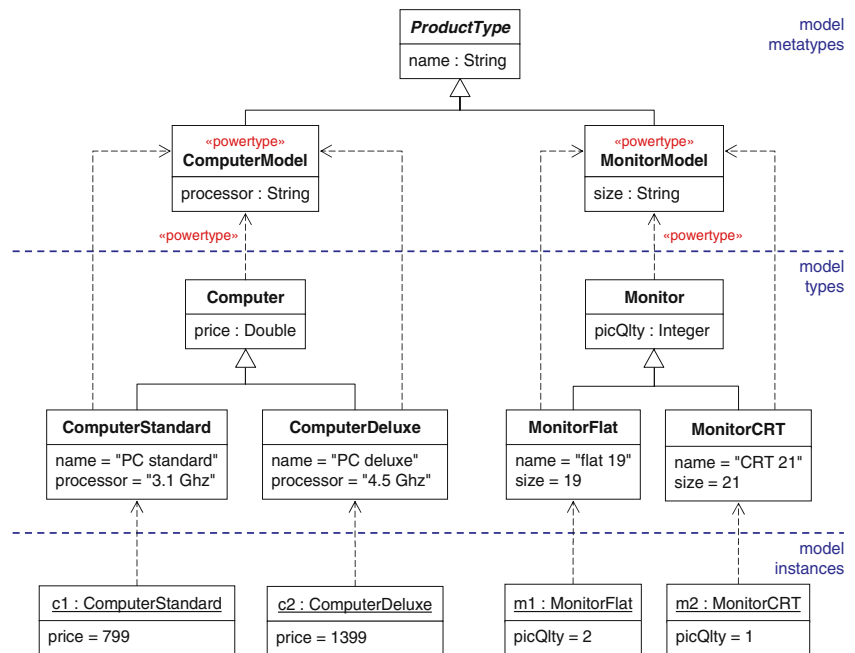 ProductType
name : String
model
metatypes
«powertype»
ComputerModel
processor : String
«powertype»
MonitorModel
size : String
«powertype»
«powertype»
model
types
Computer
price : Double
Monitor
picQlty : Integer
ComputerStandard
name = "PC standard"
processor = "3.1 Ghz"
ComputerDeluxe
name = "PC deluxe"
processor = "4.5 Ghz"
MonitorFlat
name = "flat 19"
size = 19
MonitorCRT
name = "CRT 21"
size = 21
model
instances
c1 : ComputerStandard
price = 799
c2 : ComputerDeluxe
price = 1399
m1 : MonitorFlat
picQlty = 2
m2 : MonitorCRT
picQlty = 1